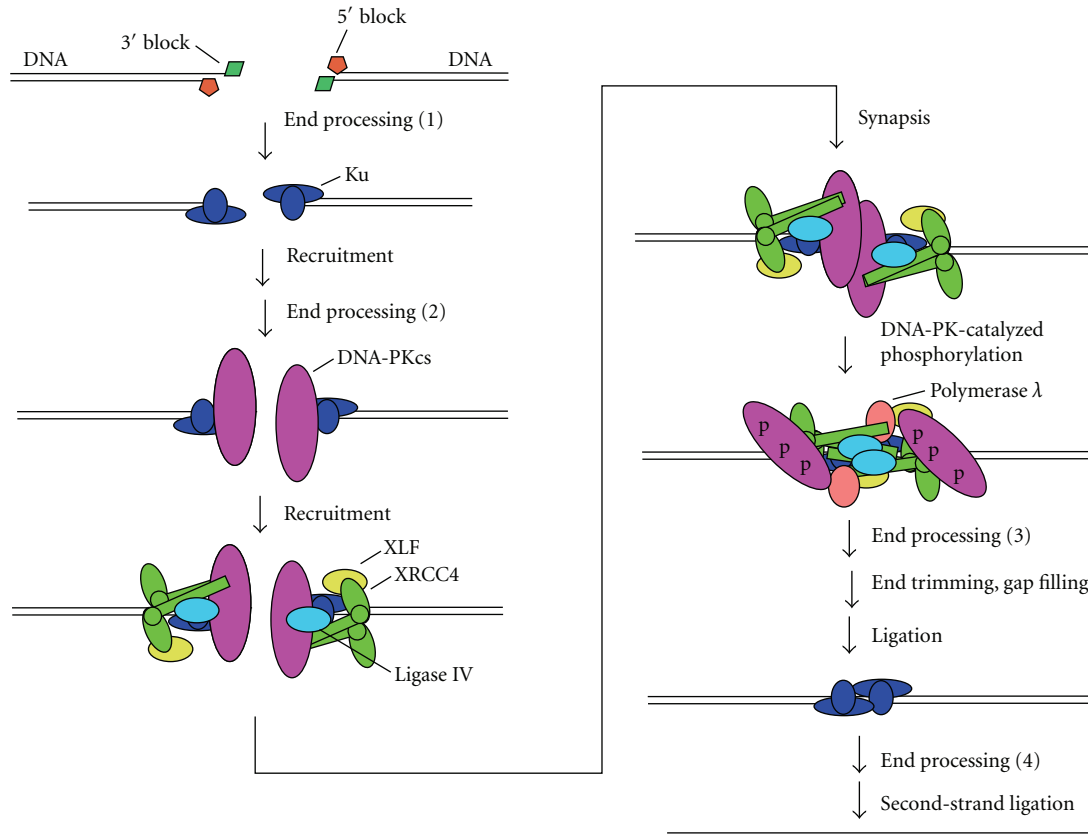 5′ block
3′ block
DNA
DNA
End processing (1)
Ku
Recruitment
End processing (2)
DNA-PKcs
Recruitment
XLF
XRCC4
Ligase IV
Synapsis
DNA-PK-catalyzed
phosphorylation
Polymerase λ
p
p
p
p
p
p
End processing (3)
End trimming, gap filling
Ligation
End processing (4)
Second-strand ligation